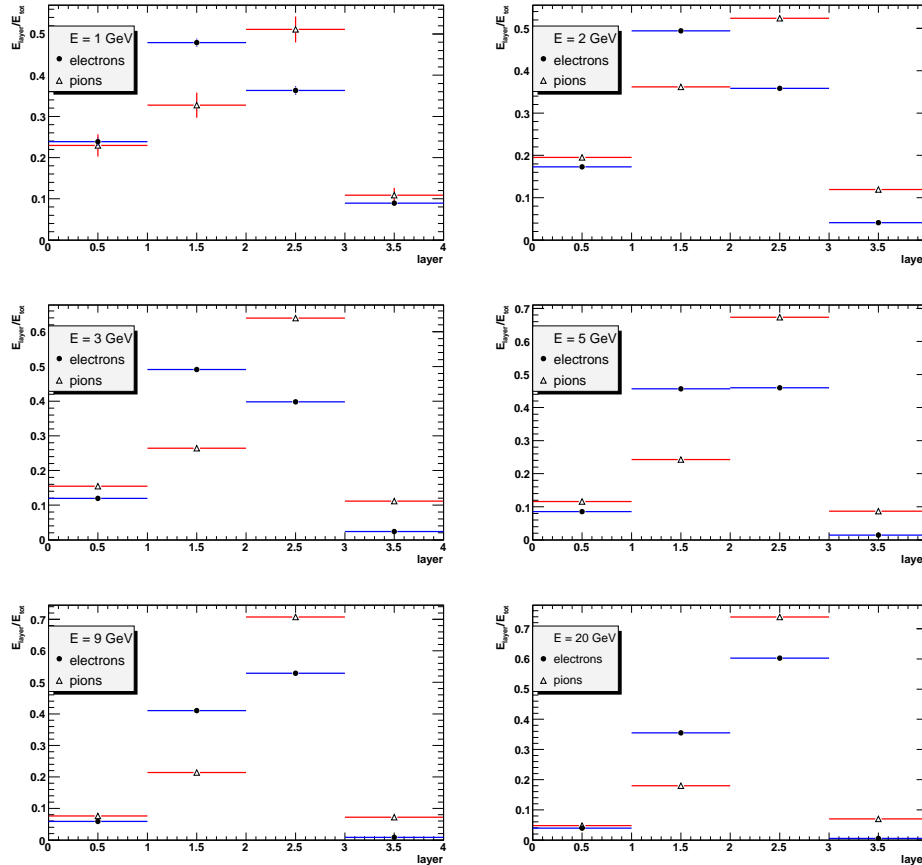 E_layer/E_tot
E = 1 GeV
electrons
pions
0.5
0.4
0.3
0.2
0.1
0
0 0.5 1 1.5 2 2.5 3 3.5 4
layer
E_layer/E_tot
E = 2 GeV
electrons
pions
0.5
0.4
0.3
0.2
0.1
0
0 0.5 1 1.5 2 2.5 3 3.5
layer
E_layer/E_tot
E = 3 GeV
electrons
pions
0.6
0.5
0.4
0.3
0.2
0.1
0
0 0.5 1 1.5 2 2.5 3 3.5 4
layer
E_layer/E_tot
E = 5 GeV
electrons
pions
0.7
0.6
0.5
0.4
0.3
0.2
0.1
0
0 0.5 1 1.5 2 2.5 3 3.5
layer
E_layer/E_tot
E = 9 GeV
electrons
pions
0.7
0.6
0.5
0.4
0.3
0.2
0.1
0
0 0.5 1 1.5 2 2.5 3 3.5 4
layer
E_layer/E_tot
E = 20 GeV
electrons
pions
0.7
0.6
0.5
0.4
0.3
0.2
0.1
0
0 0.5 1 1.5 2 2.5 3 3.5
layer